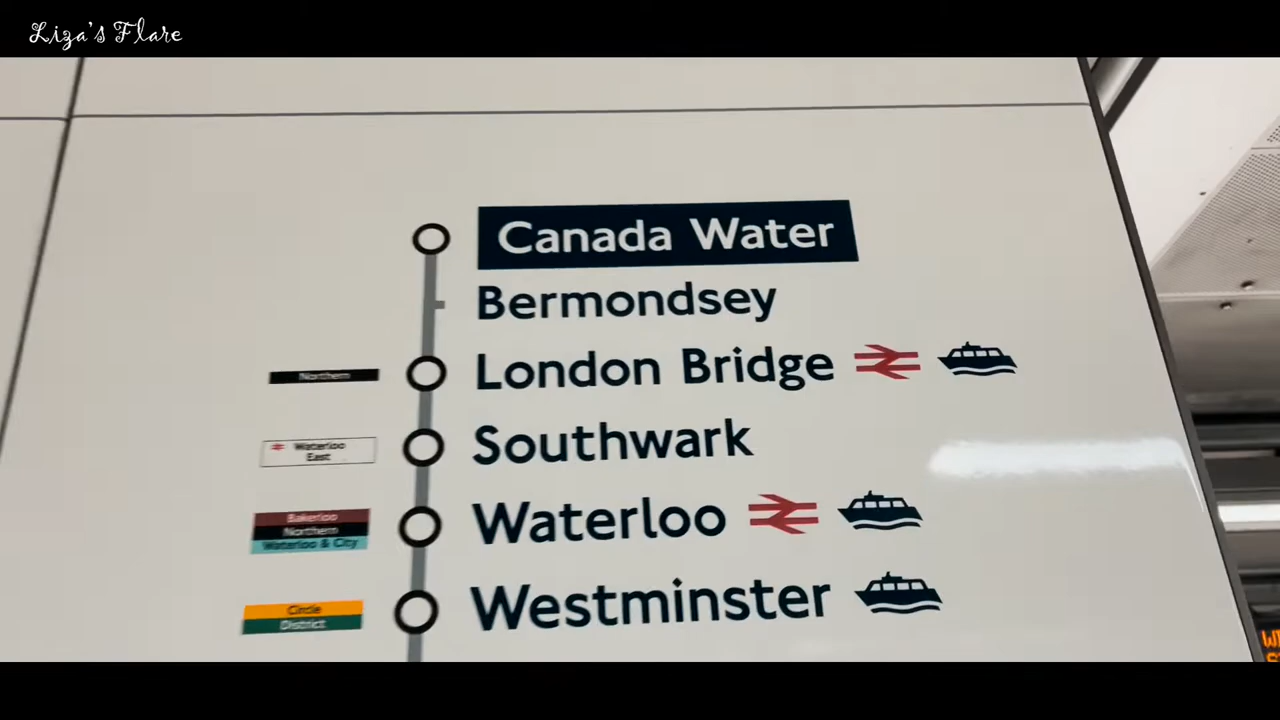 Liza's Flare
Canada Water
Bermondsey
Northern
London Bridge
Waterloo
East
Southwark
Bakerloo
Northern
Waterloo & City
Waterloo
Circle
District
Westminster